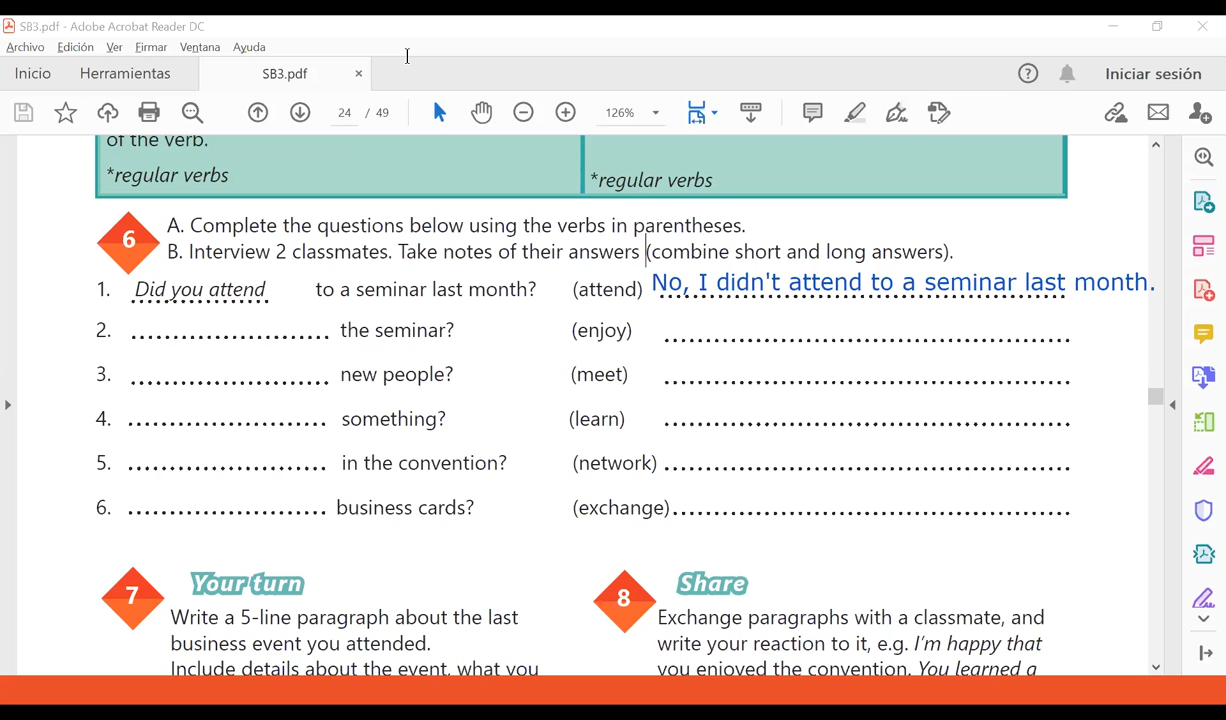 SB3.pdf - Adobe Acrobat Reader DC
Archivo Edición Ver Firmar Ventana Ayuda
Inicio Herramientas SB3.pdf × Iniciar sesión
24 / 49 126%
of the verb.
*regular verbs *regular verbs
6 A. Complete the questions below using the verbs in parentheses.
B. Interview 2 classmates. Take notes of their answers (combine short and long answers).
1. Did you attend to a seminar last month? (attend) No, I didn't attend to a seminar last month.
2. the seminar? (enjoy)
3. new people? (meet)
4. something? (learn)
5. in the convention? (network)
6. business cards? (exchange)
7 Your turn
Write a 5-line paragraph about the last
business event you attended.
Include details about the event, what you
8 Share
Exchange paragraphs with a classmate, and
write your reaction to it, e.g. I'm happy that
you enjoyed the convention. You learned a